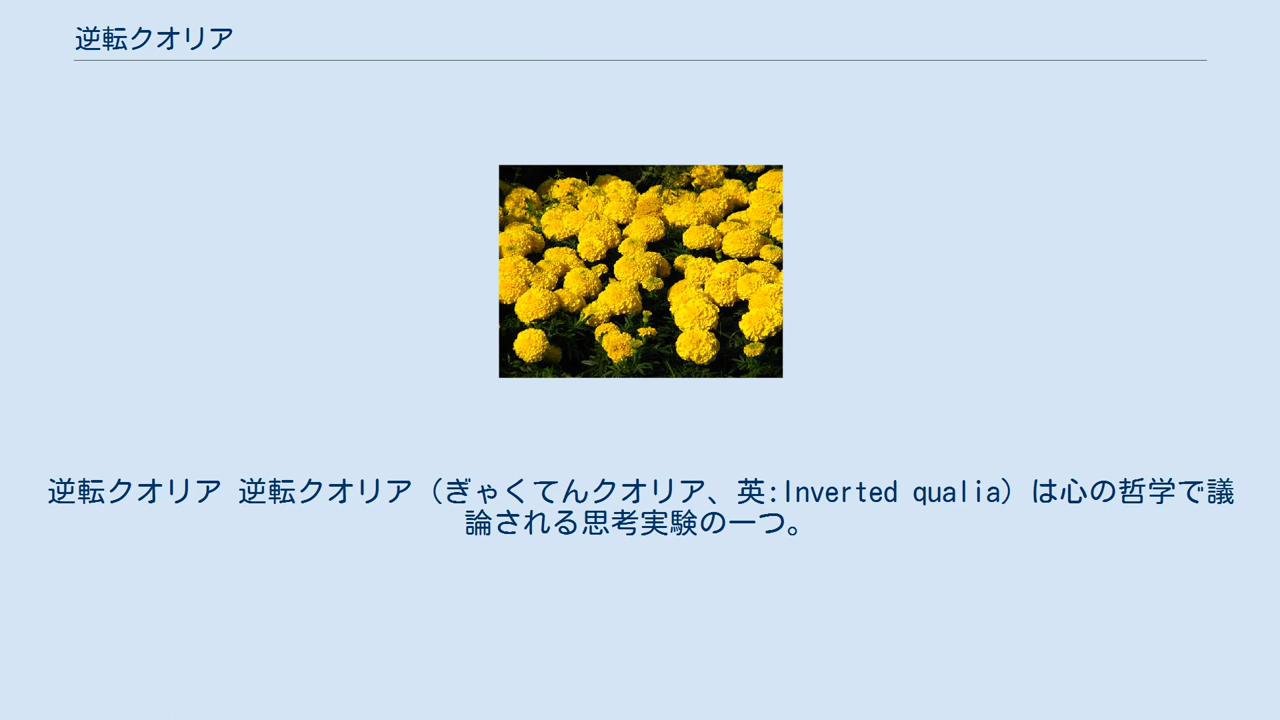 逆転クオリア
逆転クオリア 逆転クオリア（ぎゃくてんクオリア、英:Inverted qualia）は心の哲学で議
論される思考実験の一つ。